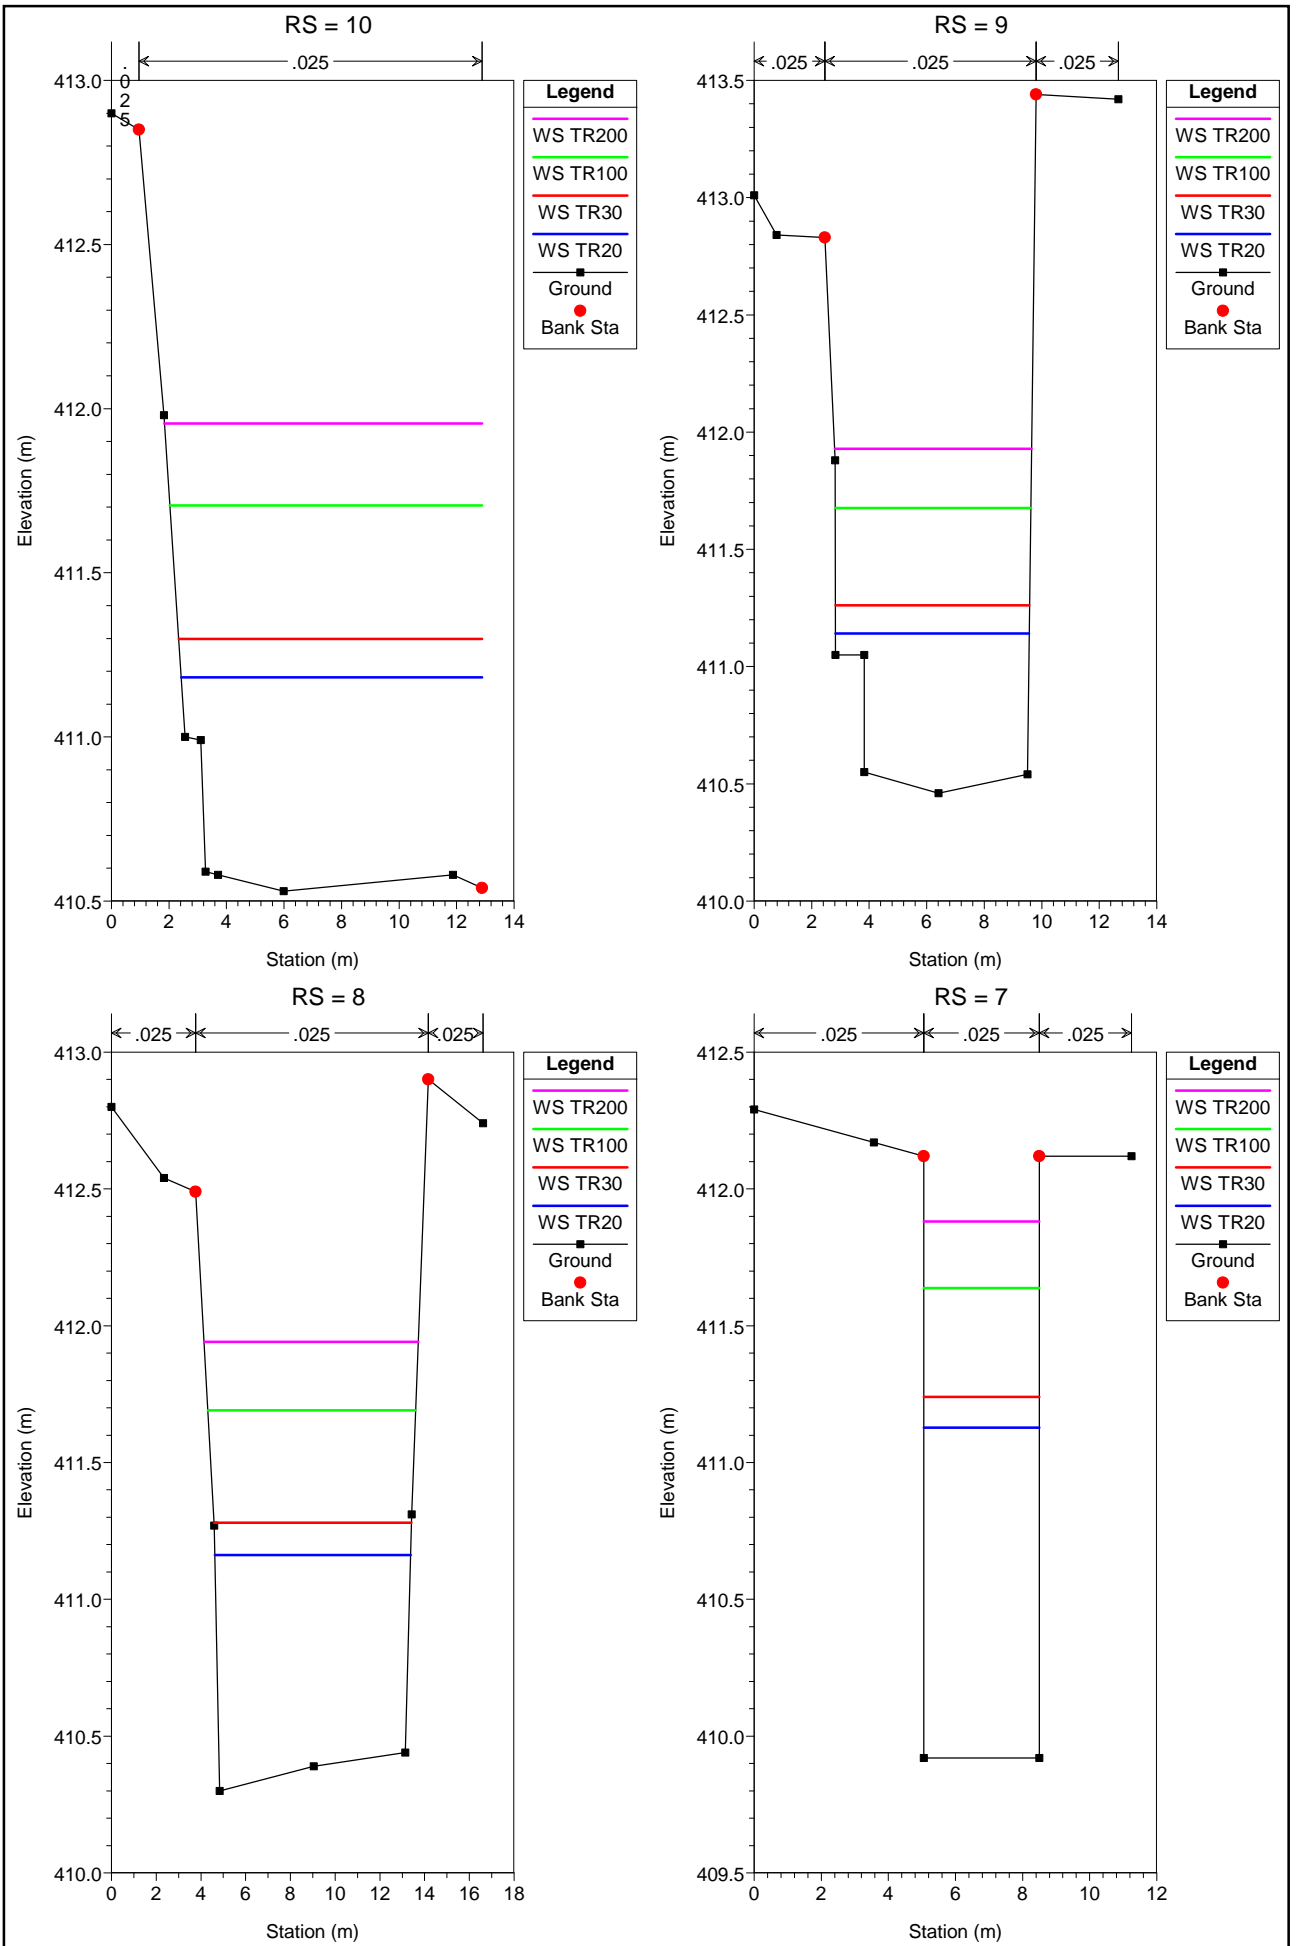 RS = 10
.025 .025
413.0
412.5
412.0
411.5
411.0
410.5
0 2 4 6 8 10 12 14
Station (m)
Elevation (m)
Legend
WS TR200
WS TR100
WS TR30
WS TR20
Ground
Bank Sta
RS = 9
.025 .025 .025
413.5
413.0
412.5
412.0
411.5
411.0
410.5
410.0
0 2 4 6 8 10 12 14
Station (m)
Elevation (m)
Legend
WS TR200
WS TR100
WS TR30
WS TR20
Ground
Bank Sta
RS = 8
.025 .025 .025
413.0
412.5
412.0
411.5
411.0
410.5
410.0
0 2 4 6 8 10 12 14 16 18
Station (m)
Elevation (m)
Legend
WS TR200
WS TR100
WS TR30
WS TR20
Ground
Bank Sta
RS = 7
.025 .025 .025
412.5
412.0
411.5
411.0
410.5
410.0
409.5
0 2 4 6 8 10 12
Station (m)
Elevation (m)
Legend
WS TR200
WS TR100
WS TR30
WS TR20
Ground
Bank Sta